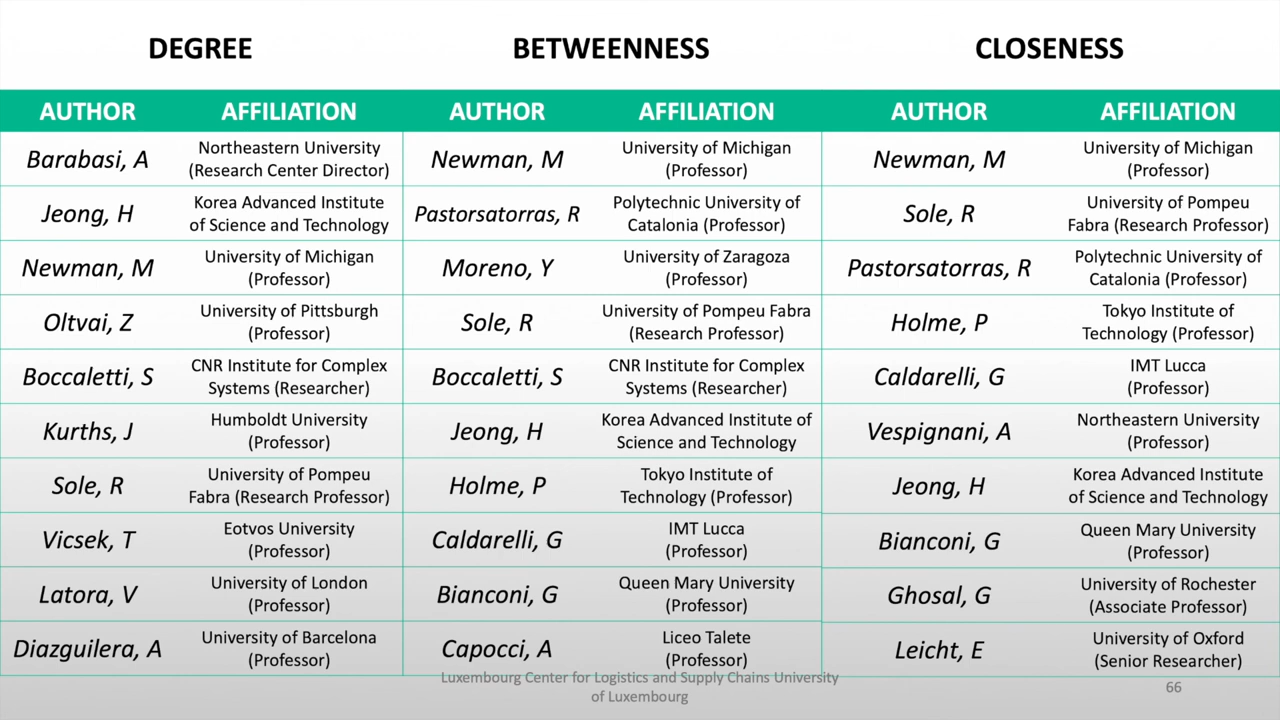 DEGREE
BETWEENNESS
CLOSENESS
AUTHOR AFFILIATION AUTHOR AFFILIATION AUTHOR AFFILIATION
Barabasi, A
Northeastern University
(Research Center Director)
Newman, M
University of Michigan
(Professor)
Newman, M
University of Michigan
(Professor)
Jeong, H
Korea Advanced Institute
of Science and Technology
Pastorsatorras, R
Polytechnic University of
Catalonia (Professor)
Sole, R
University of Pompeu
Fabra (Research Professor)
Newman, M
University of Michigan
(Professor)
Moreno, Y
University of Zaragoza
(Professor)
Pastorsatorras, R
Polytechnic University of
Catalonia (Professor)
Oltvai, Z
University of Pittsburgh
(Professor)
Sole, R
University of Pompeu Fabra
(Research Professor)
Holme, P
Tokyo Institute of
Technology (Professor)
Boccaletti, S
CNR Institute for Complex
Systems (Researcher)
Boccaletti, S
CNR Institute for Complex
Systems (Researcher)
Caldarelli, G
IMT Lucca
(Professor)
Kurths, J
Humboldt University
(Professor)
Jeong, H
Korea Advanced Institute of
Science and Technology
Vespignani, A
Northeastern University
(Professor)
Sole, R
University of Pompeu
Fabra (Research Professor)
Holme, P
Tokyo Institute of
Technology (Professor)
Jeong, H
Korea Advanced Institute
of Science and Technology
Vicsek, T
Eotvos University
(Professor)
Caldarelli, G
IMT Lucca
(Professor)
Bianconi, G
Queen Mary University
(Professor)
Latora, V
University of London
(Professor)
Bianconi, G
Queen Mary University
(Professor)
Ghosal, G
University of Rochester
(Associate Professor)
Diazguilera, A
University of Barcelona
(Professor)
Capocci, A
Liceo Talete
(Professor)
Leicht, E
University of Oxford
(Senior Researcher)
Luxembourg Center for Logistics and Supply Chains University
of Luxembourg
66